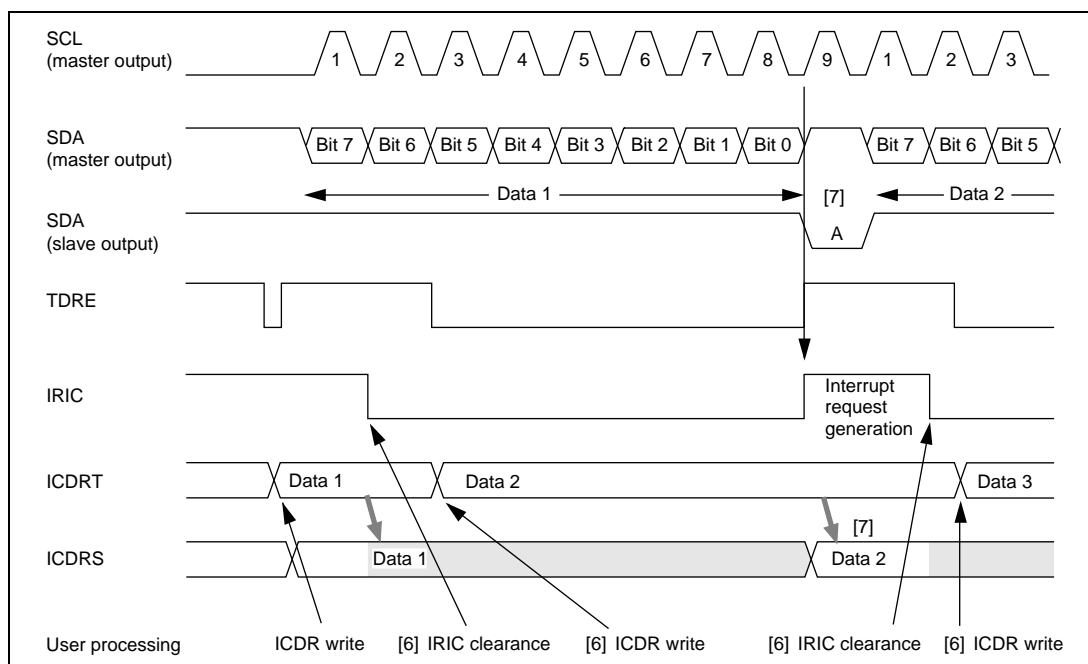 SCL
(master output)
1 2 3 4 5 6 7 8 9 1 2 3
SDA
(master output)
Bit 7 Bit 6 Bit 5 Bit 4 Bit 3 Bit 2 Bit 1 Bit 0 Bit 7 Bit 6 Bit 5
Data 1 [7] Data 2
SDA
(slave output)
A
TDRE
IRIC
Interrupt
request
generation
ICDRT
Data 1 Data 2 Data 3
[7]
ICDRS
Data 1 Data 2
User processing ICDR write [6] IRIC clearance [6] ICDR write [6] IRIC clearance [6] ICDR write